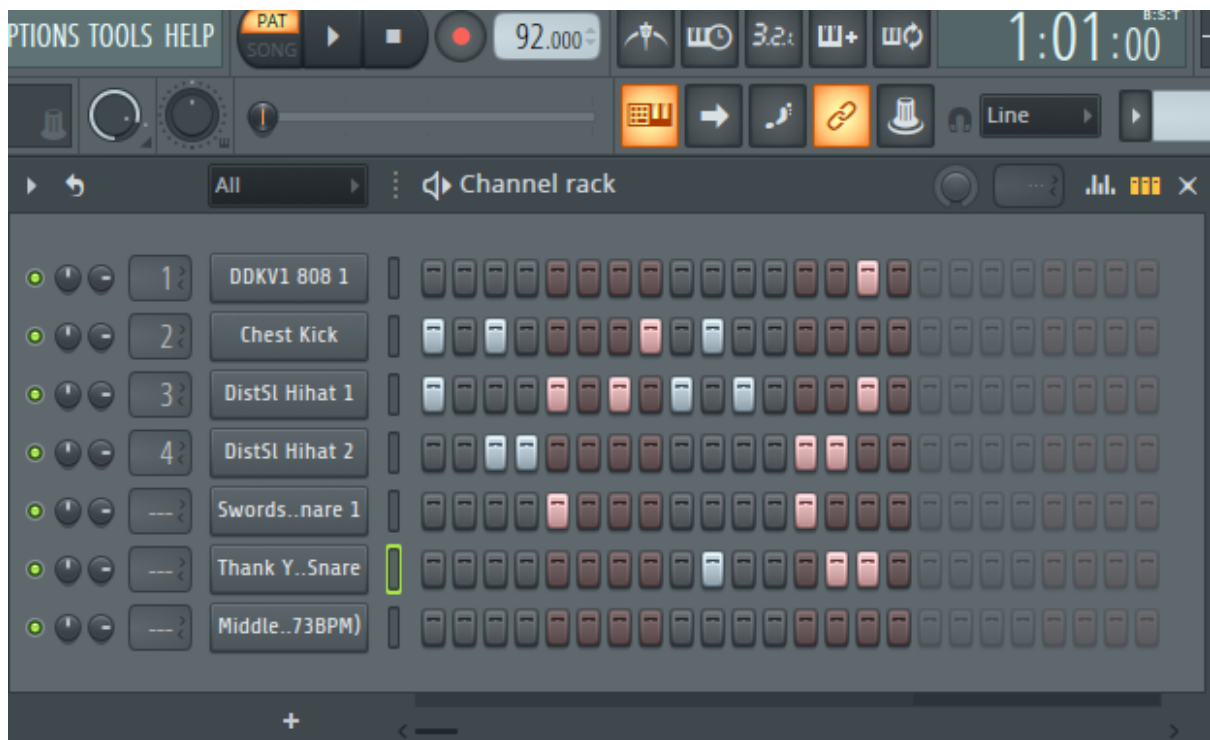 PTIONS TOOLS HELP
PAT
SONG
92.000
3.2.
B:S:T
1:01:00
Line
All
Channel rack
1
DDKV1 808 1
2
Chest Kick
3
DistSl Hihat 1
4
DistSl Hihat 2
---
Swords..nare 1
---
Thank Y..Snare
---
Middle..73BPM)
+